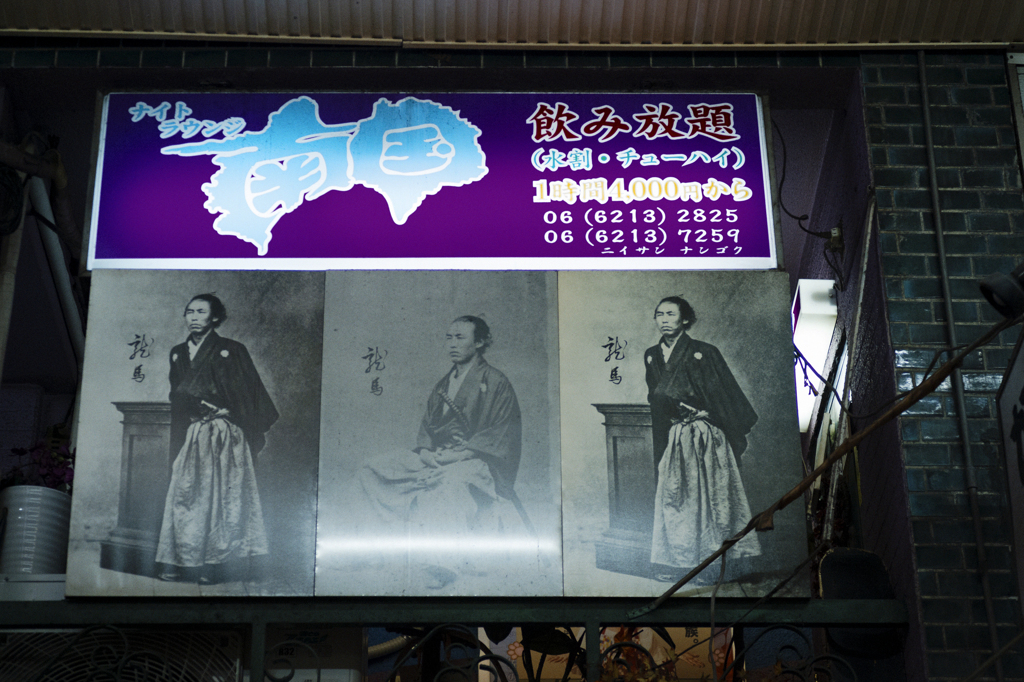 ナイト
ラウンジ
南国
飲み放題
(水割・チューハイ)
1時間4,000円から
06 (6213) 2825
06 (6213) 7259
ニイサン ナンゴク
龍
馬
龍
馬
龍
馬